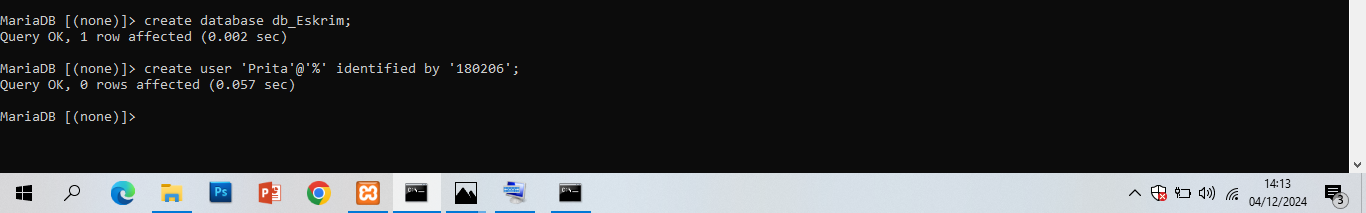 MariaDB [(none)]> create database db_Eskrim;
Query OK, 1 row affected (0.002 sec)
MariaDB [(none)]> create user 'Prita'@'%' identified by '180206';
Query OK, 0 rows affected (0.057 sec)
MariaDB [(none)]>
Ps
P
14:13
04/12/2024
3